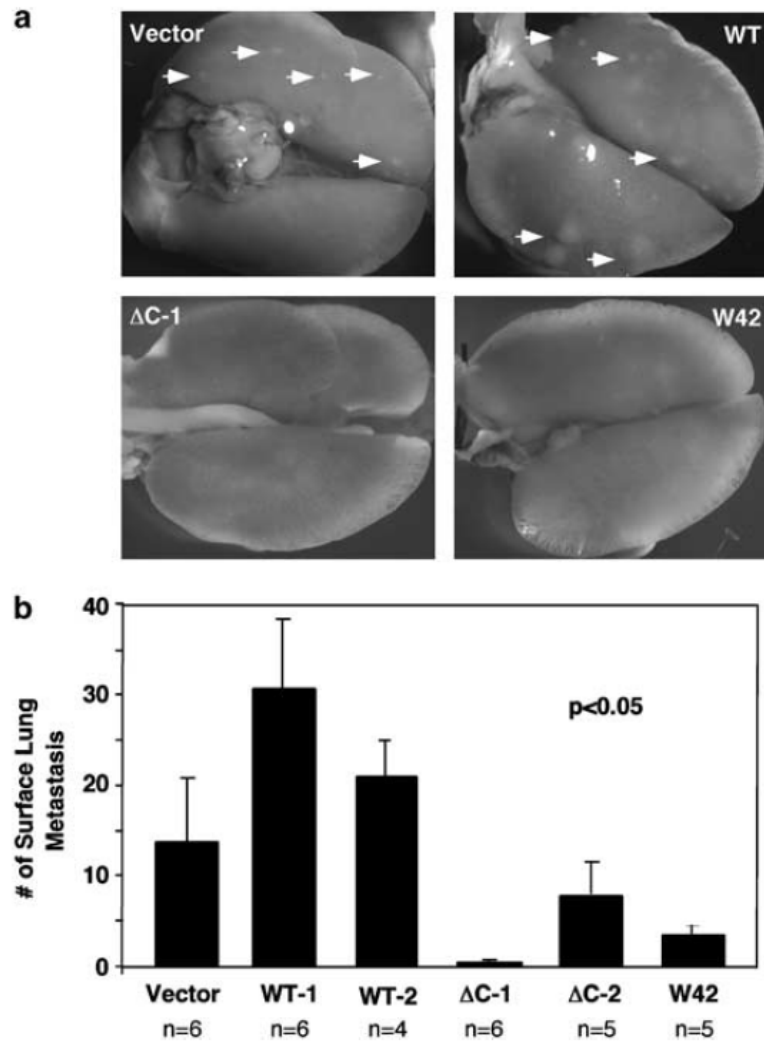 a
Vector
WT
ΔC-1
W42
b
# of Surface Lung
Metastasis
40
30
20
10
0
p<0.05
Vector WT-1 WT-2 ΔC-1 ΔC-2 W42
n=6 n=6 n=4 n=6 n=5 n=5